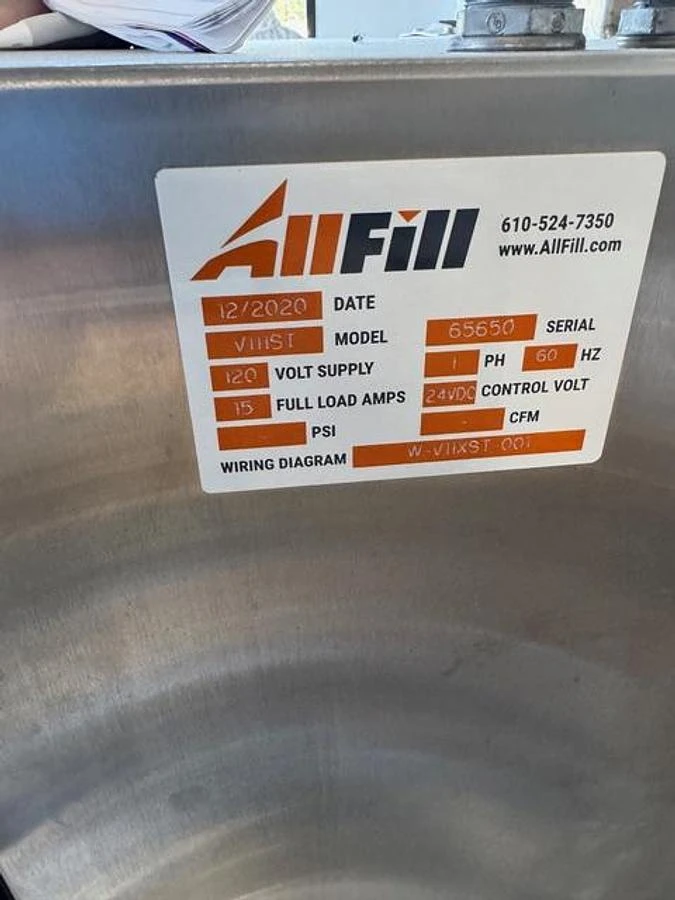 AllFill
610-524-7350
www.AllFill.com
12/2020 DATE
VIIIST MODEL 65650 SERIAL
120 VOLT SUPPLY 1 PH 60 HZ
15 FULL LOAD AMPS 24VDC CONTROL VOLT
- PSI - CFM
WIRING DIAGRAM W-VIIXST-001